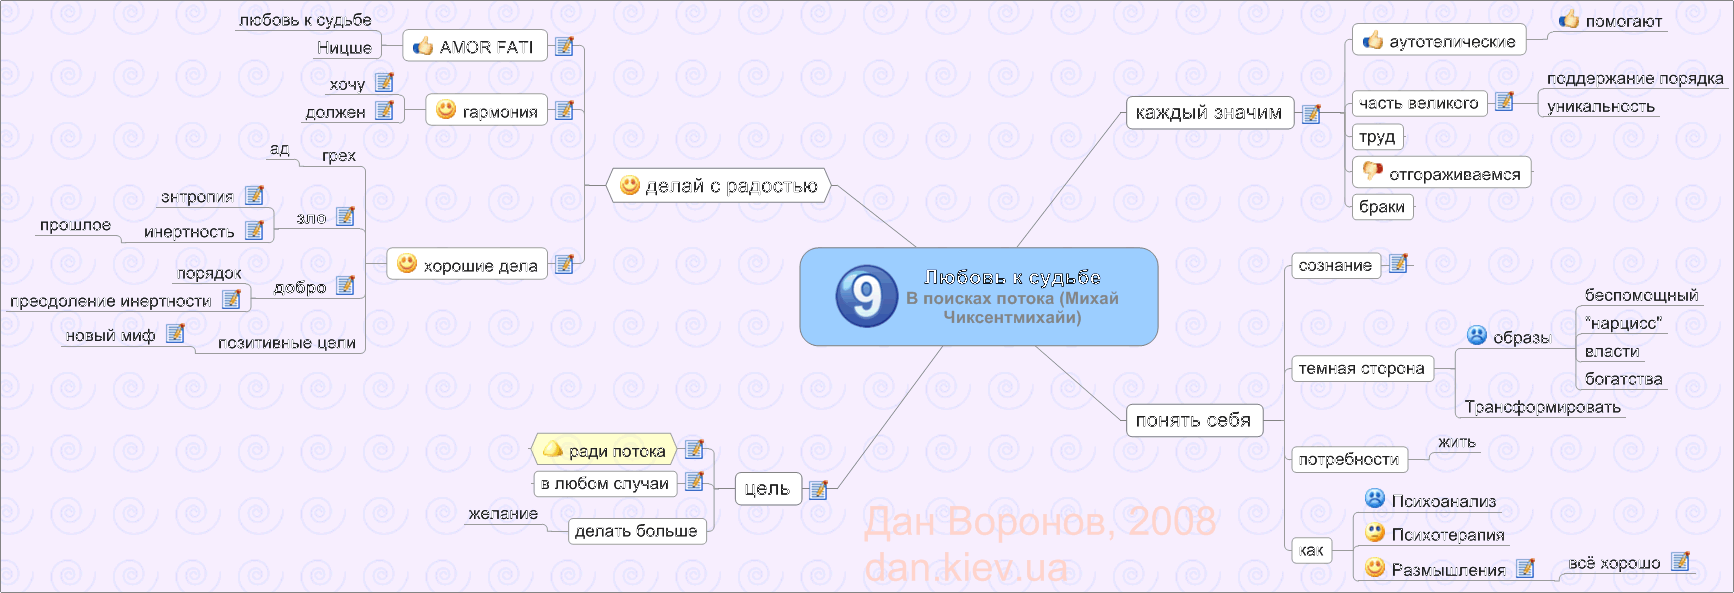 9
Любовь к судьбе
В поисках потока (Михай
Чиксентмихайи)
каждый значим
аутотелические
помогают
часть великого
поддержание порядка
уникальность
труд
отгораживаемся
браки
понять себя
сознание
темная сторона
образы
беспомощный
"нарцисс"
власти
богатства
Трансформировать
потребности
жить
как
Психоанализ
Психотерапия
Размышления
всё хорошо
делай с радостью
AMOR FATI
любовь к судьбе
Ницше
гармония
хочу
должен
хорошие дела
грех
ад
зло
энтропия
инертность
прошлое
добро
порядок
преодоление инертности
позитивные цели
новый миф
цель
ради потока
в любом случаи
делать больше
желание
Дан Воронов, 2008
dan.kiev.ua